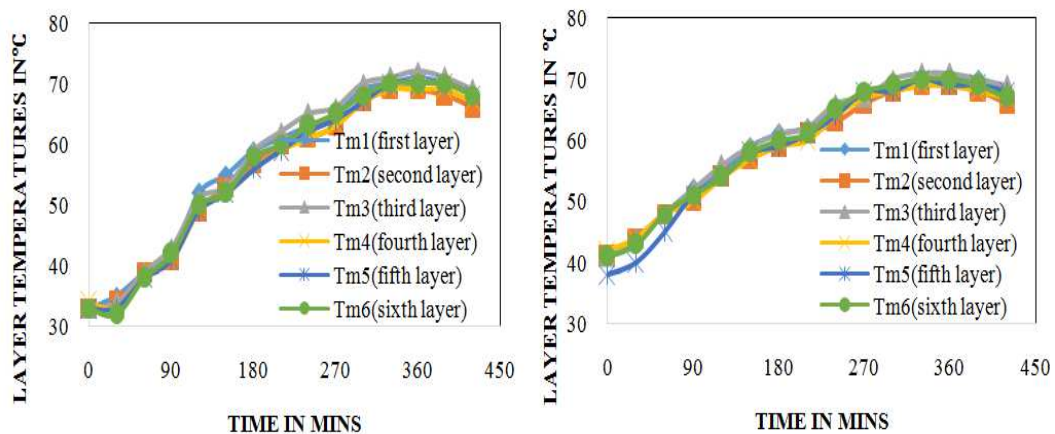 LAYER TEMPERATURES IN °C
80
70
60
50
40
30
Tm1(first layer)
Tm2(second layer)
Tm3(third layer)
Tm4(fourth layer)
Tm5(fifth layer)
Tm6(sixth layer)
0 90 180 270 360 450
TIME IN MINS
LAYER TEMPERATURES IN °C
80
70
60
50
40
30
Tm1(first layer)
Tm2(second layer)
Tm3(third layer)
Tm4(fourth layer)
Tm5(fifth layer)
Tm6(sixth layer)
0 90 180 270 360 450
TIME IN MINS